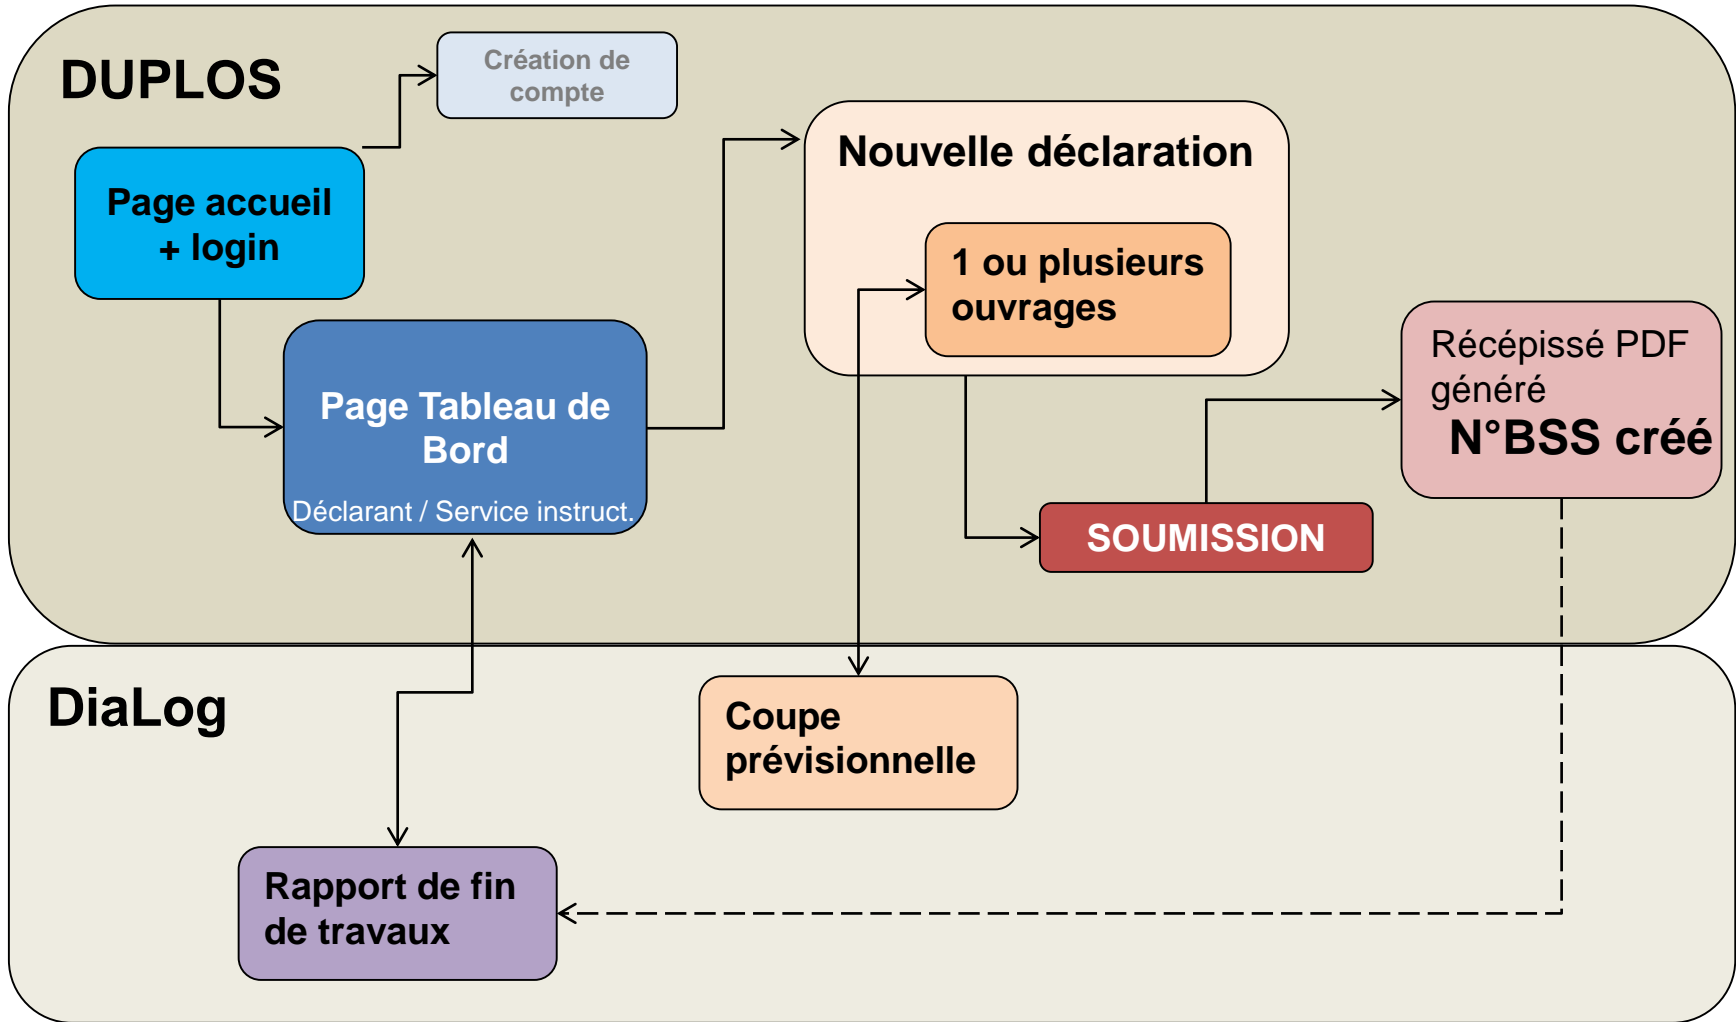 DUPLOS
Création de
compte
Page accueil
+ login
Nouvelle déclaration
1 ou plusieurs
ouvrages
Page Tableau de
Bord
Déclarant / Service instruct.
Récépissé PDF
généré
N°BSS créé
SOUMISSION
DiaLog
Coupe
prévisionnelle
Rapport de fin
de travaux